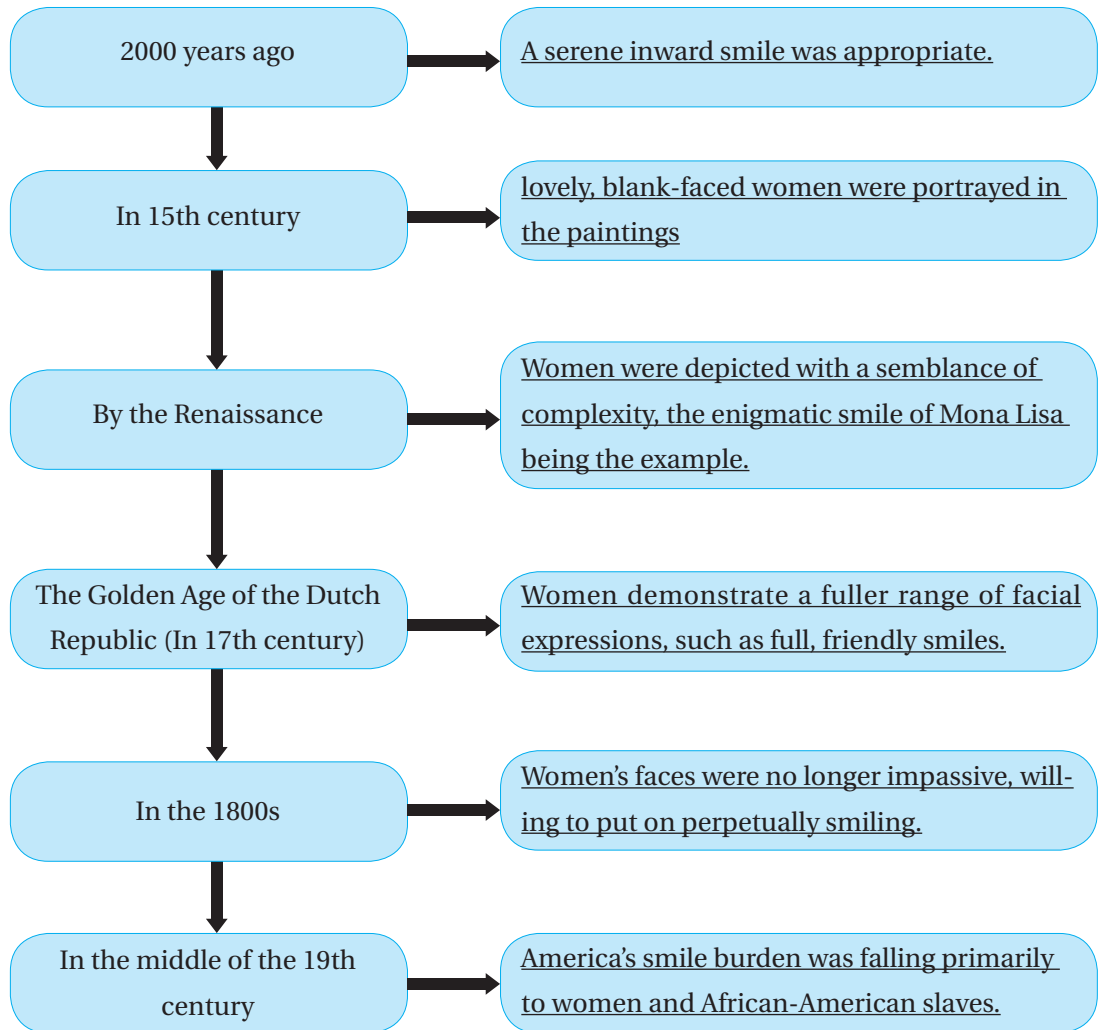 2000 years ago
A serene inward smile was appropriate.
In 15th century
lovely, blank-faced women were portrayed in
the paintings
By the Renaissance
Women were depicted with a semblance of
complexity, the enigmatic smile of Mona Lisa
being the example.
The Golden Age of the Dutch
Republic (In 17th century)
Women demonstrate a fuller range of facial
expressions, such as full, friendly smiles.
In the 1800s
Women’s faces were no longer impassive, will-
ing to put on perpetually smiling.
In the middle of the 19th
century
America’s smile burden was falling primarily
to women and African-American slaves.